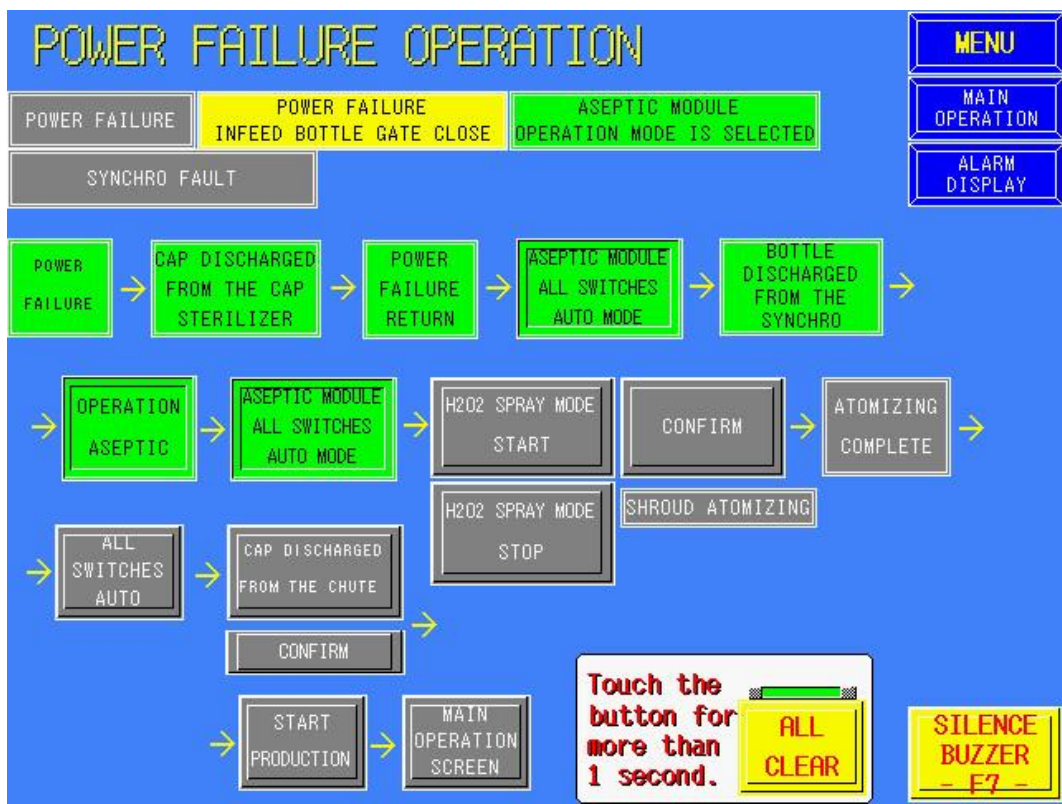 POWER FAILURE OPERATION
MENU
POWER FAILURE
POWER FAILURE
INFEED BOTTLE GATE CLOSE
ASEPTIC MODULE
OPERATION MODE IS SELECTED
MAIN
OPERATION
SYNCHRO FAULT
ALARM
DISPLAY
POWER
FAILURE
CAP DISCHARGED
FROM THE CAP
STERILIZER
POWER
FAILURE
RETURN
ASEPTIC MODULE
ALL SWITCHES
AUTO MODE
BOTTLE
DISCHARGED
FROM THE
SYNCHRO
OPERATION
ASEPTIC
ASEPTIC MODULE
ALL SWITCHES
AUTO MODE
H2O2 SPRAY MODE
START
CONFIRM
ATOMIZING
COMPLETE
H2O2 SPRAY MODE
STOP
SHROUD ATOMIZING
ALL
SWITCHES
AUTO
CAP DISCHARGED
FROM THE CHUTE
CONFIRM
START
PRODUCTION
MAIN
OPERATION
SCREEN
Touch the
button for
more than
1 second.
ALL
CLEAR
SILENCE
BUZZER
- F7 -